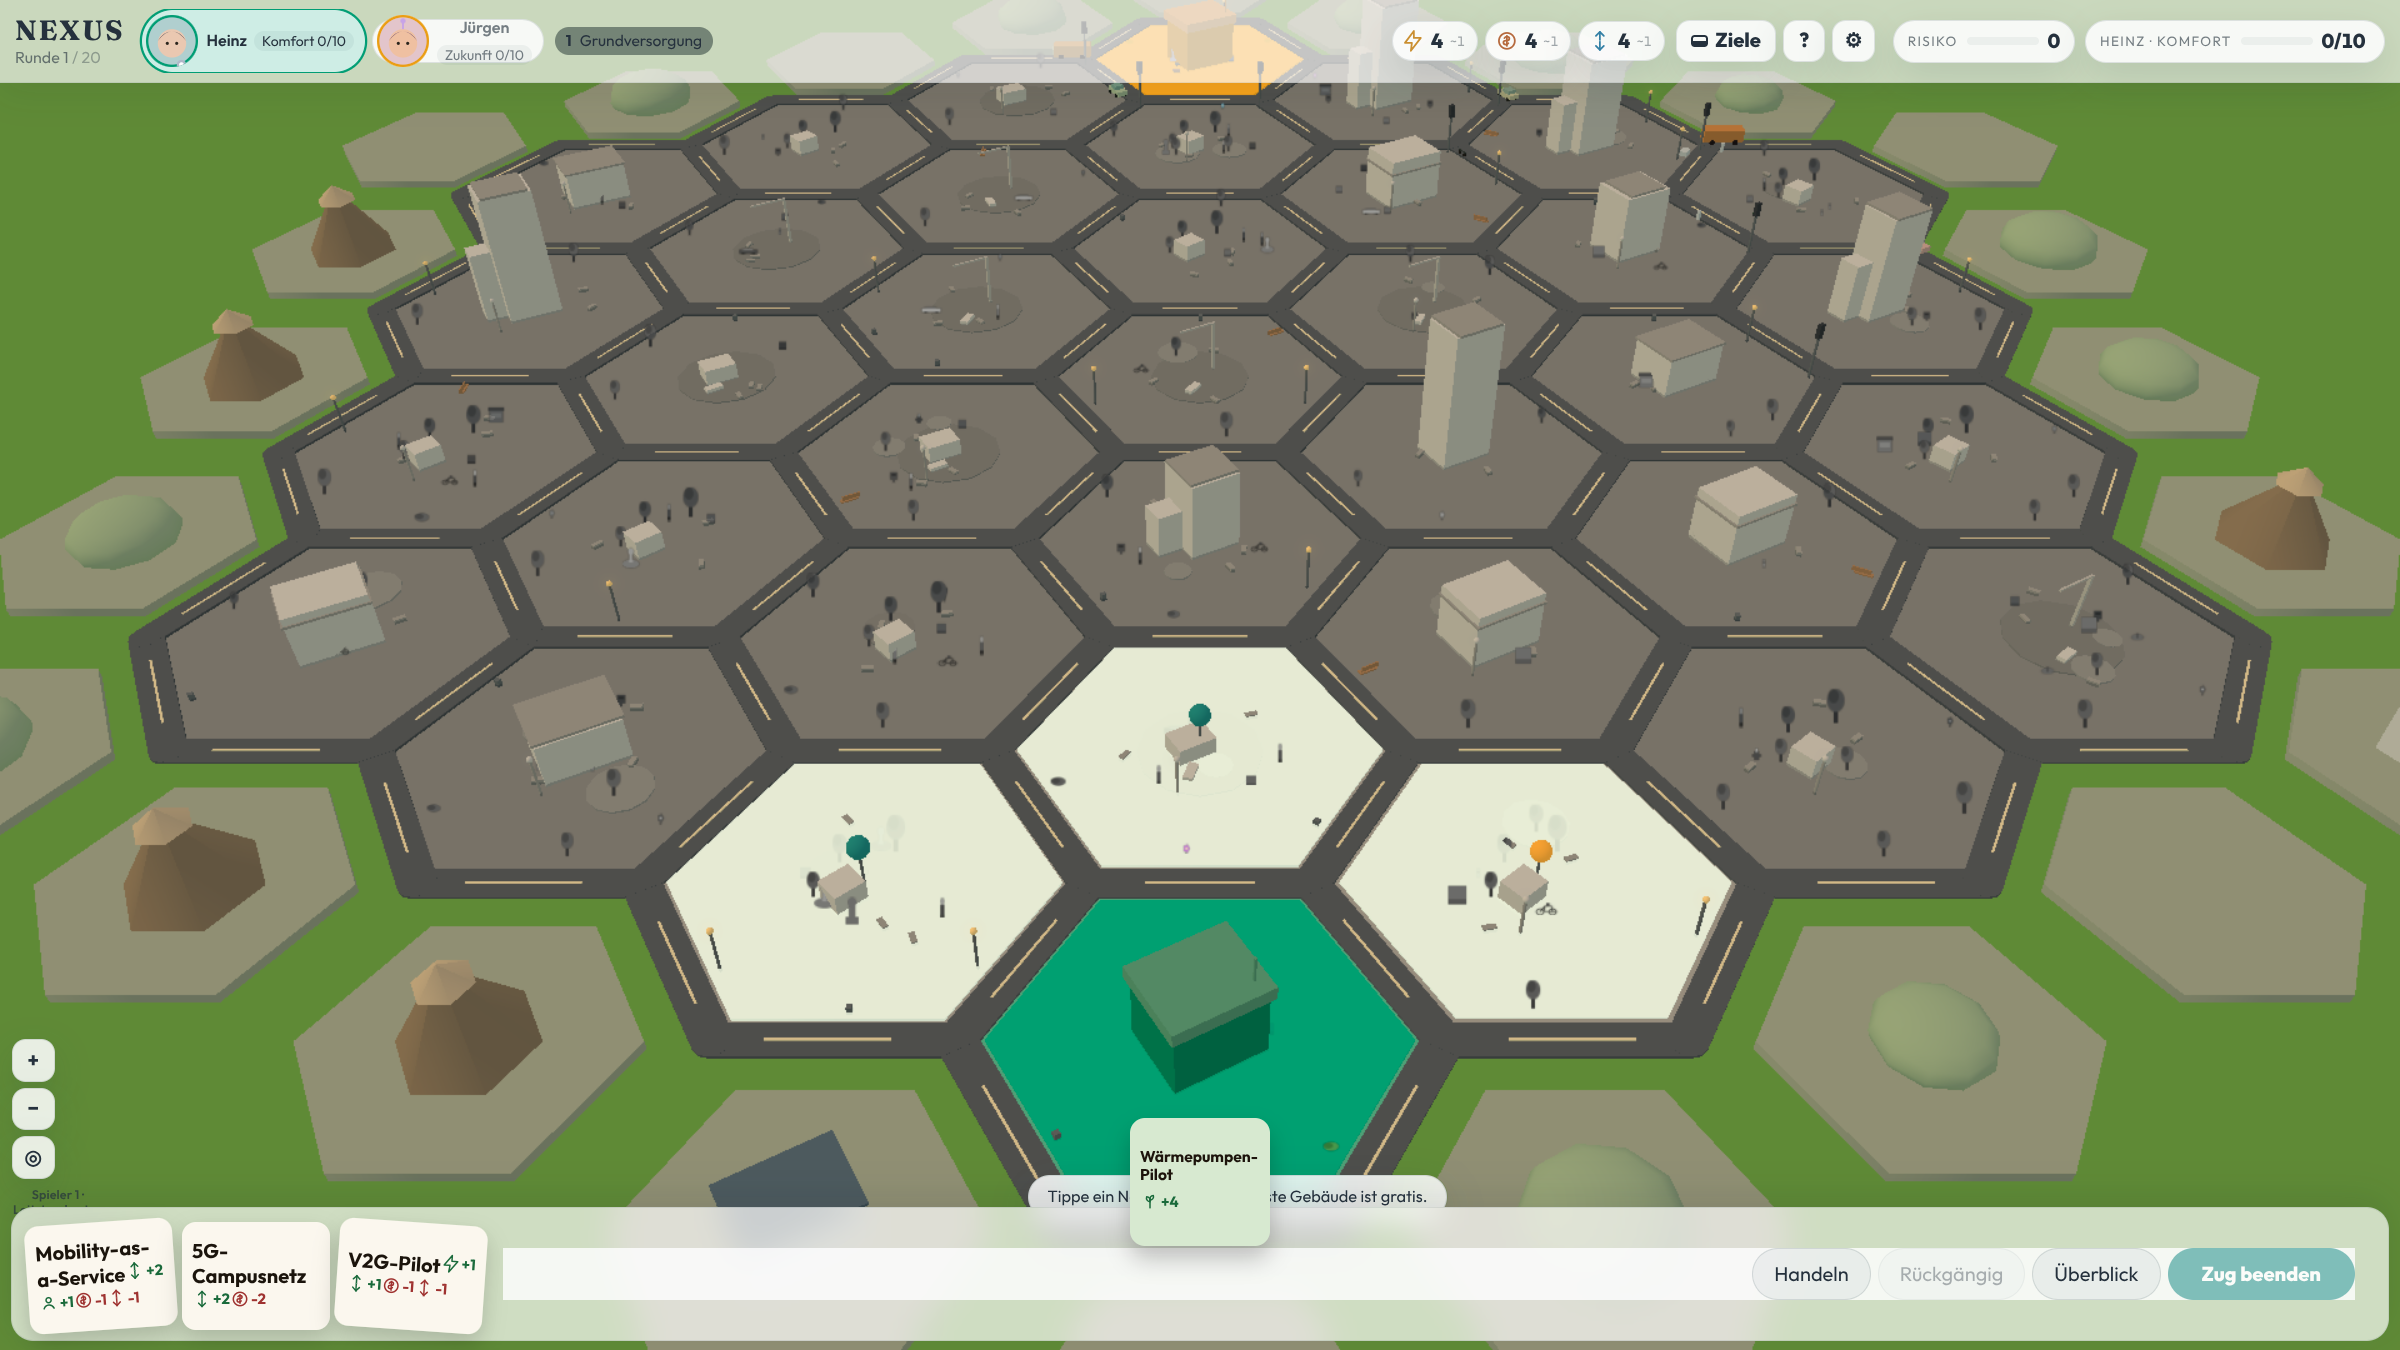 NEXUS
Runde 1 / 20
Heinz
Komfort 0/10
Jürgen
Zukunft 0/10
1 Grundversorgung
4 ~1
4 ~1
4 ~1
Ziele
?
RISIKO 0
HEINZ · KOMFORT 0/10
+
−
Spieler 1 ·
Tippe ein N
ste Gebäude ist gratis.
Wärmepumpen-
Pilot
+4
Mobility-as-
a-Service +2
+1 -1 -1
5G-
Campusnetz
+2 -2
V2G-Pilot +1
+1 -1 -1
Handeln
Rückgängig
Überblick
Zug beenden